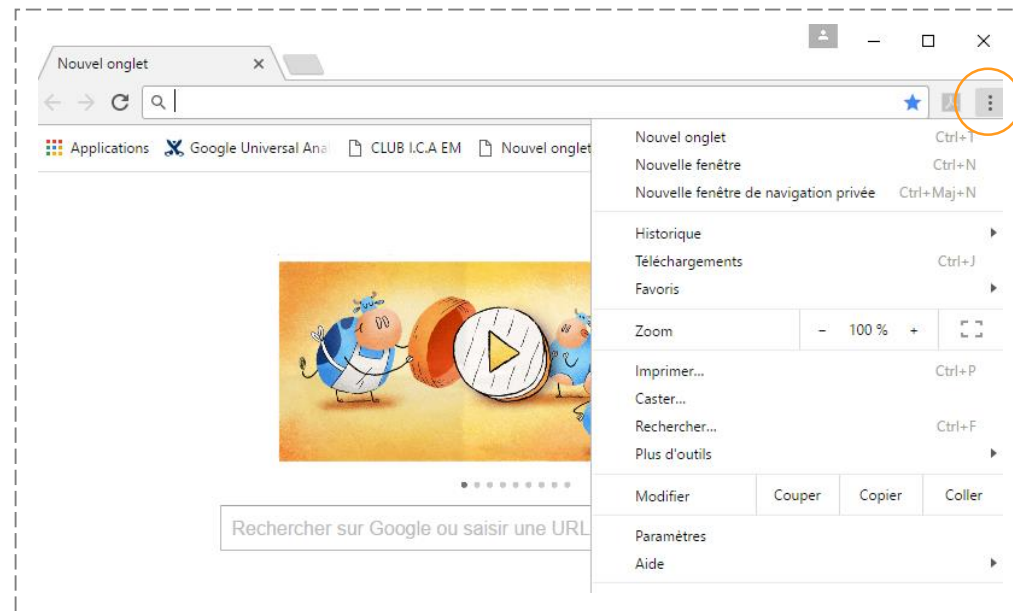 Nouvel onglet
Applications Google Universal Ana CLUB I.C.A EM Nouvel onglet
Nouvel onglet Ctrl+T
Nouvelle fenêtre Ctrl+N
Nouvelle fenêtre de navigation privée Ctrl+Maj+N
Historique
Téléchargements Ctrl+J
Favoris
Zoom - 100 % +
Imprimer... Ctrl+P
Caster...
Rechercher... Ctrl+F
Plus d'outils
Modifier Couper Copier Coller
Rechercher sur Google ou saisir une URL
Paramètres
Aide